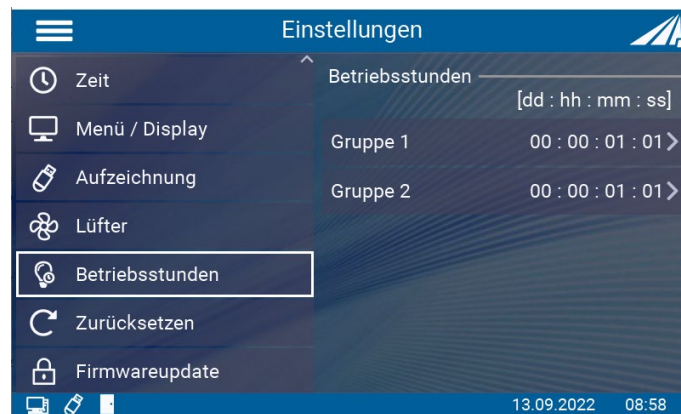 Einstellungen
Zeit
Menü / Display
Aufzeichnung
Lüfter
Betriebsstunden
Zurücksetzen
Firmwareupdate
Betriebsstunden
[dd : hh : mm : ss]
Gruppe 1 00 : 00 : 01 : 01
Gruppe 2 00 : 00 : 01 : 01
13.09.2022 08:58